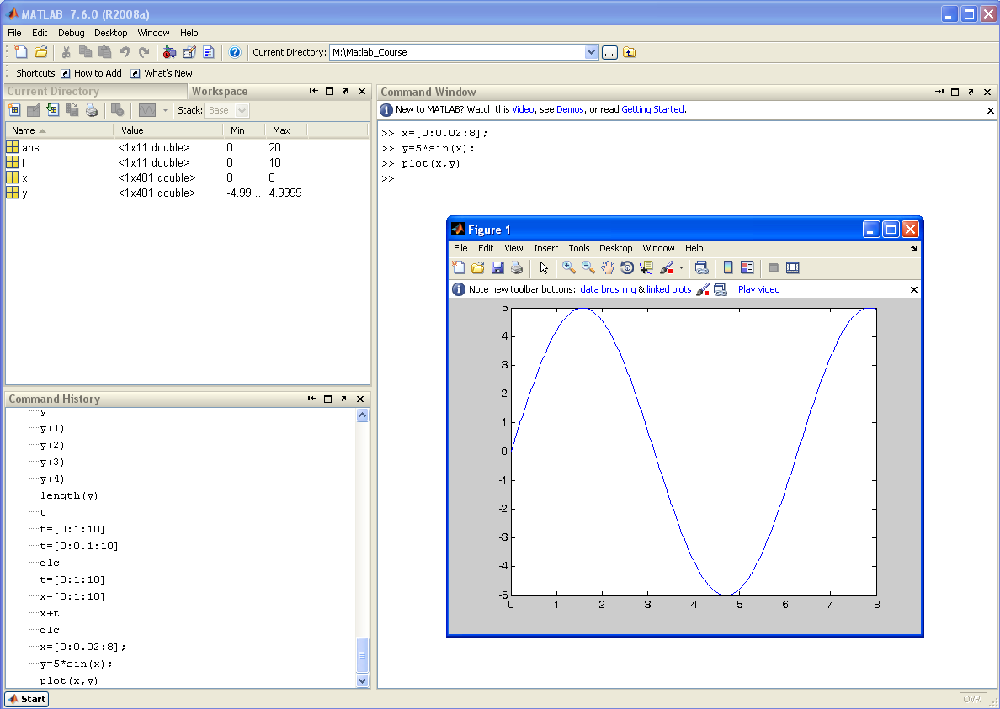 MATLAB 7.6.0 (R2008a)
File Edit Debug Desktop Window Help
Current Directory: M:\Matlab_Course ...
Shortcuts How to Add What's New
Current Directory Workspace
Stack: Base
Name Value Min Max
ans <1x11 double> 0 20
t <1x11 double> 0 10
x <1x401 double> 0 8
y <1x401 double> -4.99... 4.9999
Command History
y
y(1)
y(2)
y(3)
y(4)
length(y)
t
t=[0:1:10]
t=[0:0.1:10]
clc
t=[0:1:10]
x=[0:1:10]
x+t
clc
x=[0:0.02:8];
y=5*sin(x);
plot(x,y)
Command Window
New to MATLAB? Watch this Video, see Demos, or read Getting Started.
>> x=[0:0.02:8];
>> y=5*sin(x);
>> plot(x,y)
>>
Figure 1
File Edit View Insert Tools Desktop Window Help
Note new toolbar buttons: data brushing & linked plots Play video
5
4
3
2
1
0
-1
-2
-3
-4
-5
0 1 2 3 4 5 6 7 8
Start
OVR